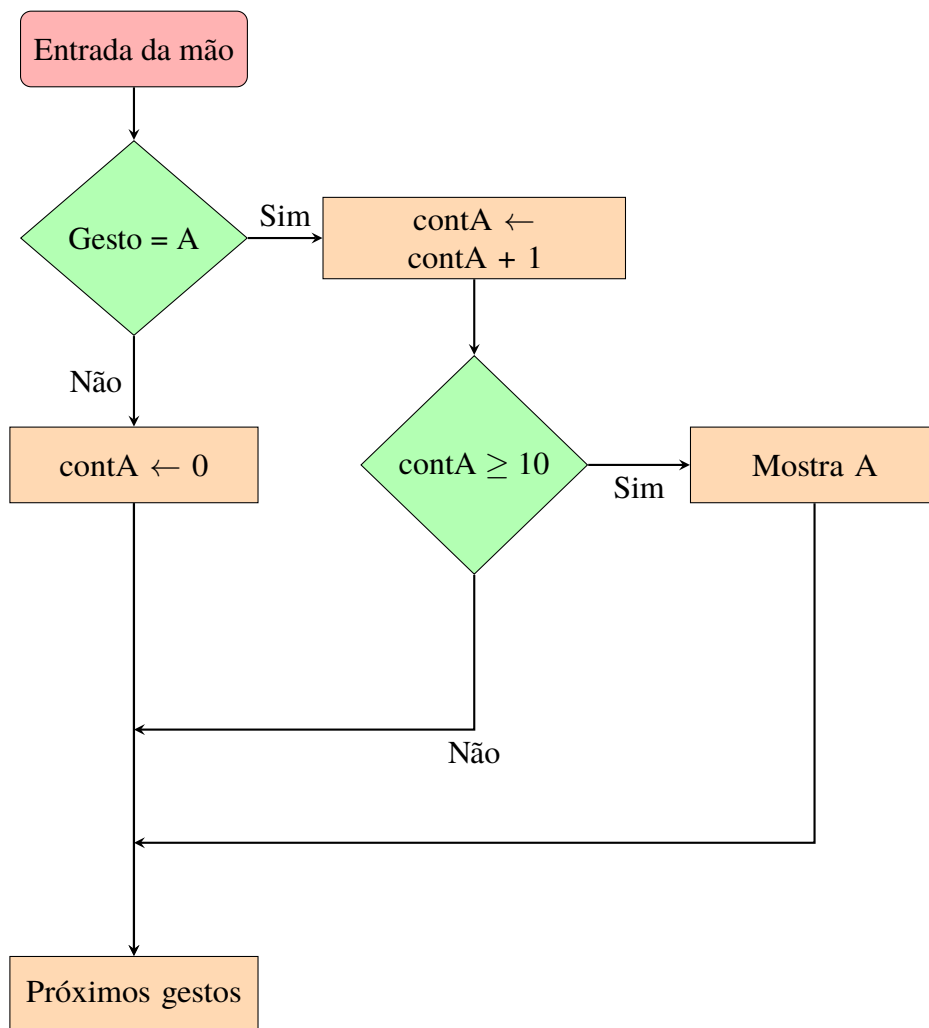 Entrada da mão
Gesto = A
Sim
contA ←
contA + 1
Não
contA ← 0
contA ≥ 10
Sim
Mostra A
Não
Próximos gestos